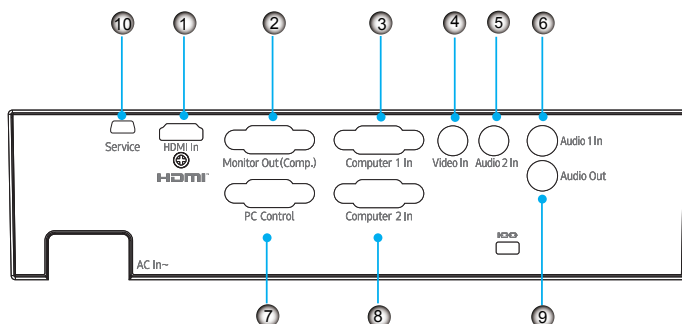 10 1 2 3 4 5 6
Service
HDMI In
HDMI
Monitor Out(Comp.)
Computer 1 In
Video In
Audio 2 In
Audio 1 In
Audio Out
PC Control
Computer 2 In
AC In~
7 8 9